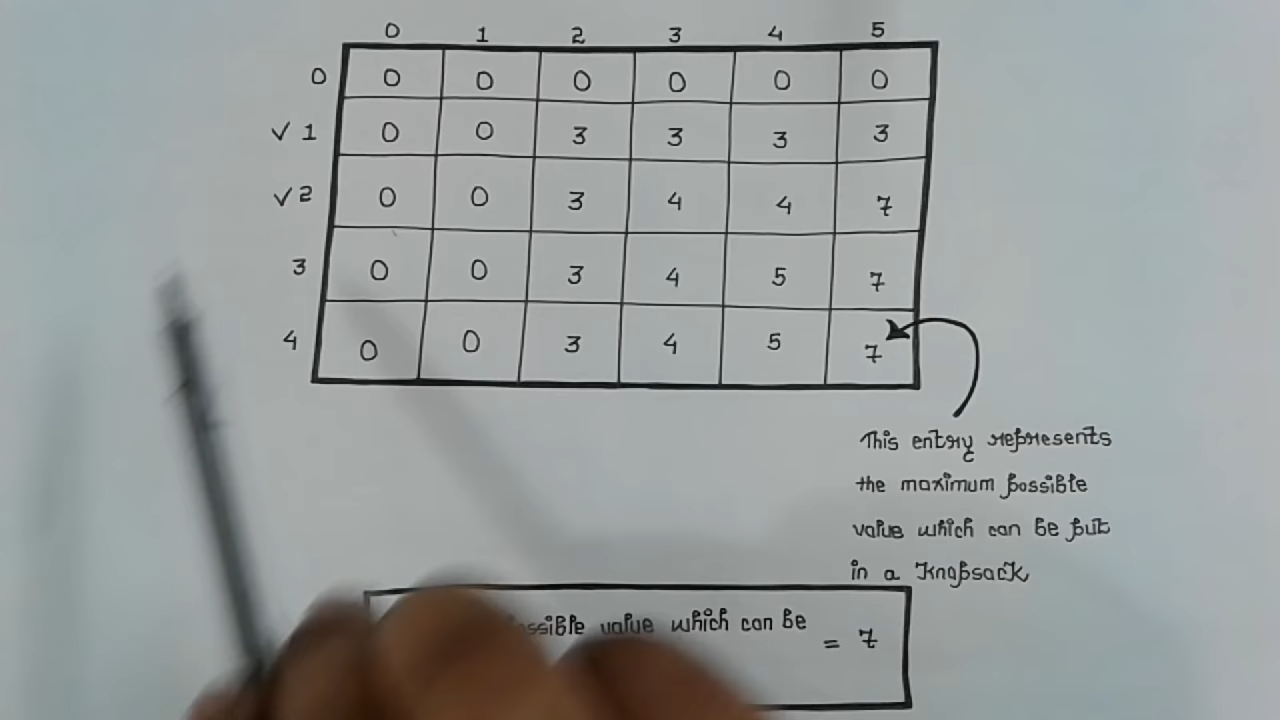 0 1 2 3 4 5
0 0 0 0 0 0 0
✓ 1 0 0 3 3 3 3
✓ 2 0 0 3 4 4 7
3 0 0 3 4 5 7
4 0 0 3 4 5 7
This entry represents
the maximum possible
value which can be put
in a Knapsack
value which can be
= 7